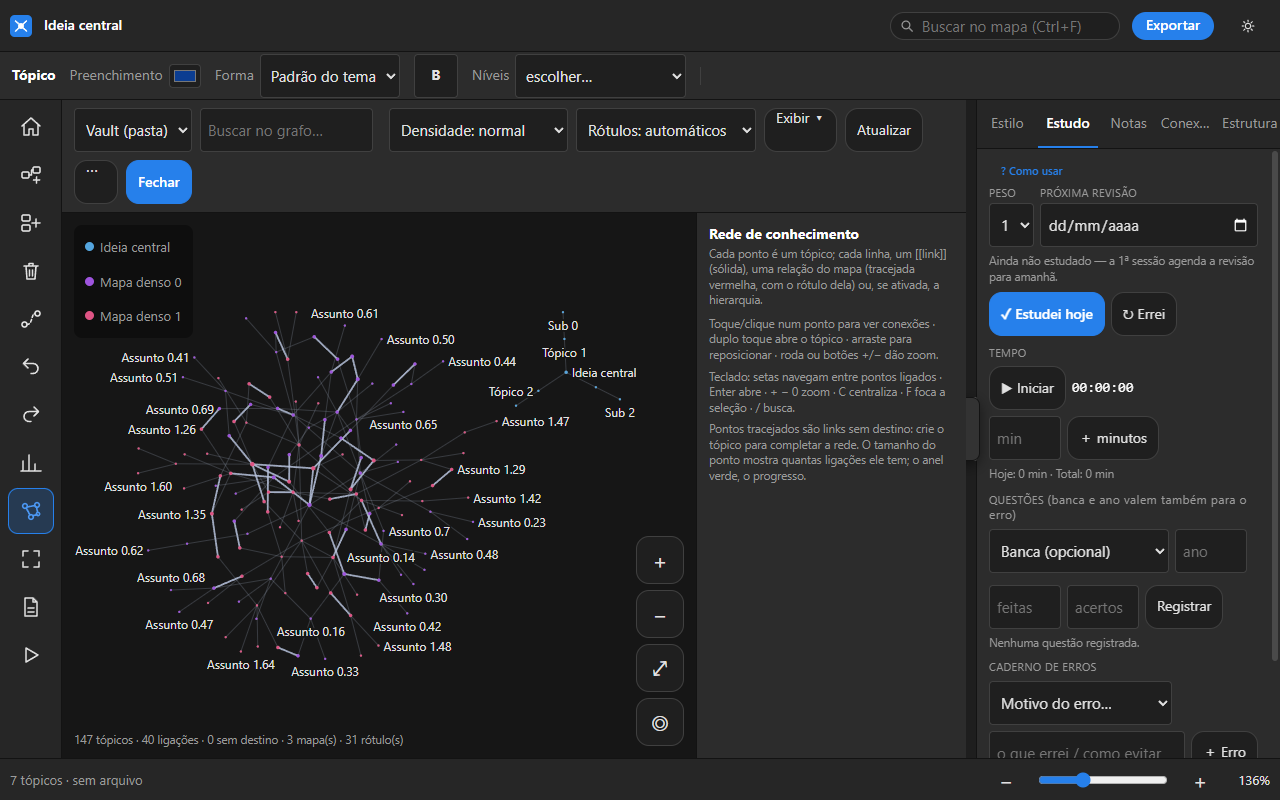 Ideia central
Buscar no mapa (Ctrl+F)
Exportar
Tópico
Preenchimento
Forma
Padrão do tema
B
Níveis
escolher...
Vault (pasta)
Buscar no grafo...
Densidade: normal
Rótulos: automáticos
Exibir ▾
Atualizar
...
Fechar
Ideia central
Mapa denso 0
Mapa denso 1
Assunto 0.61
Assunto 0.50
Assunto 0.41
Assunto 0.44
Assunto 0.51
Assunto 0.69
Assunto 1.26
Assunto 0.65
Assunto 1.47
Assunto 1.29
Assunto 1.60
Assunto 1.42
Assunto 1.35
Assunto 0.23
Assunto 0.7
Assunto 0.62
Assunto 0.48
Assunto 0.14
Assunto 0.68
Assunto 0.30
Assunto 0.47
Assunto 0.16
Assunto 0.42
Assunto 1.48
Assunto 1.64
Assunto 0.33
Sub 0
Tópico 1
Ideia central
Tópico 2
Sub 2
+
−
147 tópicos · 40 ligações · 0 sem destino · 3 mapa(s) · 31 rótulo(s)
Rede de conhecimento
Cada ponto é um tópico; cada linha, um [[link]]
(sólida), uma relação do mapa (tracejada
vermelha, com o rótulo dela) ou, se ativada, a
hierarquia.
Toque/clique num ponto para ver conexões ·
duplo toque abre o tópico · arraste para
reposicionar · roda ou botões +/− dão zoom.
Teclado: setas navegam entre pontos ligados ·
Enter abre · + − 0 zoom · C centraliza · F foca a
seleção · / busca.
Pontos tracejados são links sem destino: crie o
tópico para completar a rede. O tamanho do
ponto mostra quantas ligações ele tem; o anel
verde, o progresso.
Estilo
Estudo
Notas
Conex...
Estrutura
? Como usar
PESO
PRÓXIMA REVISÃO
1
dd/mm/aaaa
Ainda não estudado — a 1ª sessão agenda a revisão
para amanhã.
✓ Estudei hoje
↻ Errei
TEMPO
▶ Iniciar
00:00:00
min
+ minutos
Hoje: 0 min · Total: 0 min
QUESTÕES (banca e ano valem também para o
erro)
Banca (opcional)
ano
feitas
acertos
Registrar
Nenhuma questão registrada.
CADERNO DE ERROS
Motivo do erro...
o que errei / como evitar
+ Erro
7 tópicos · sem arquivo
−
+
136%